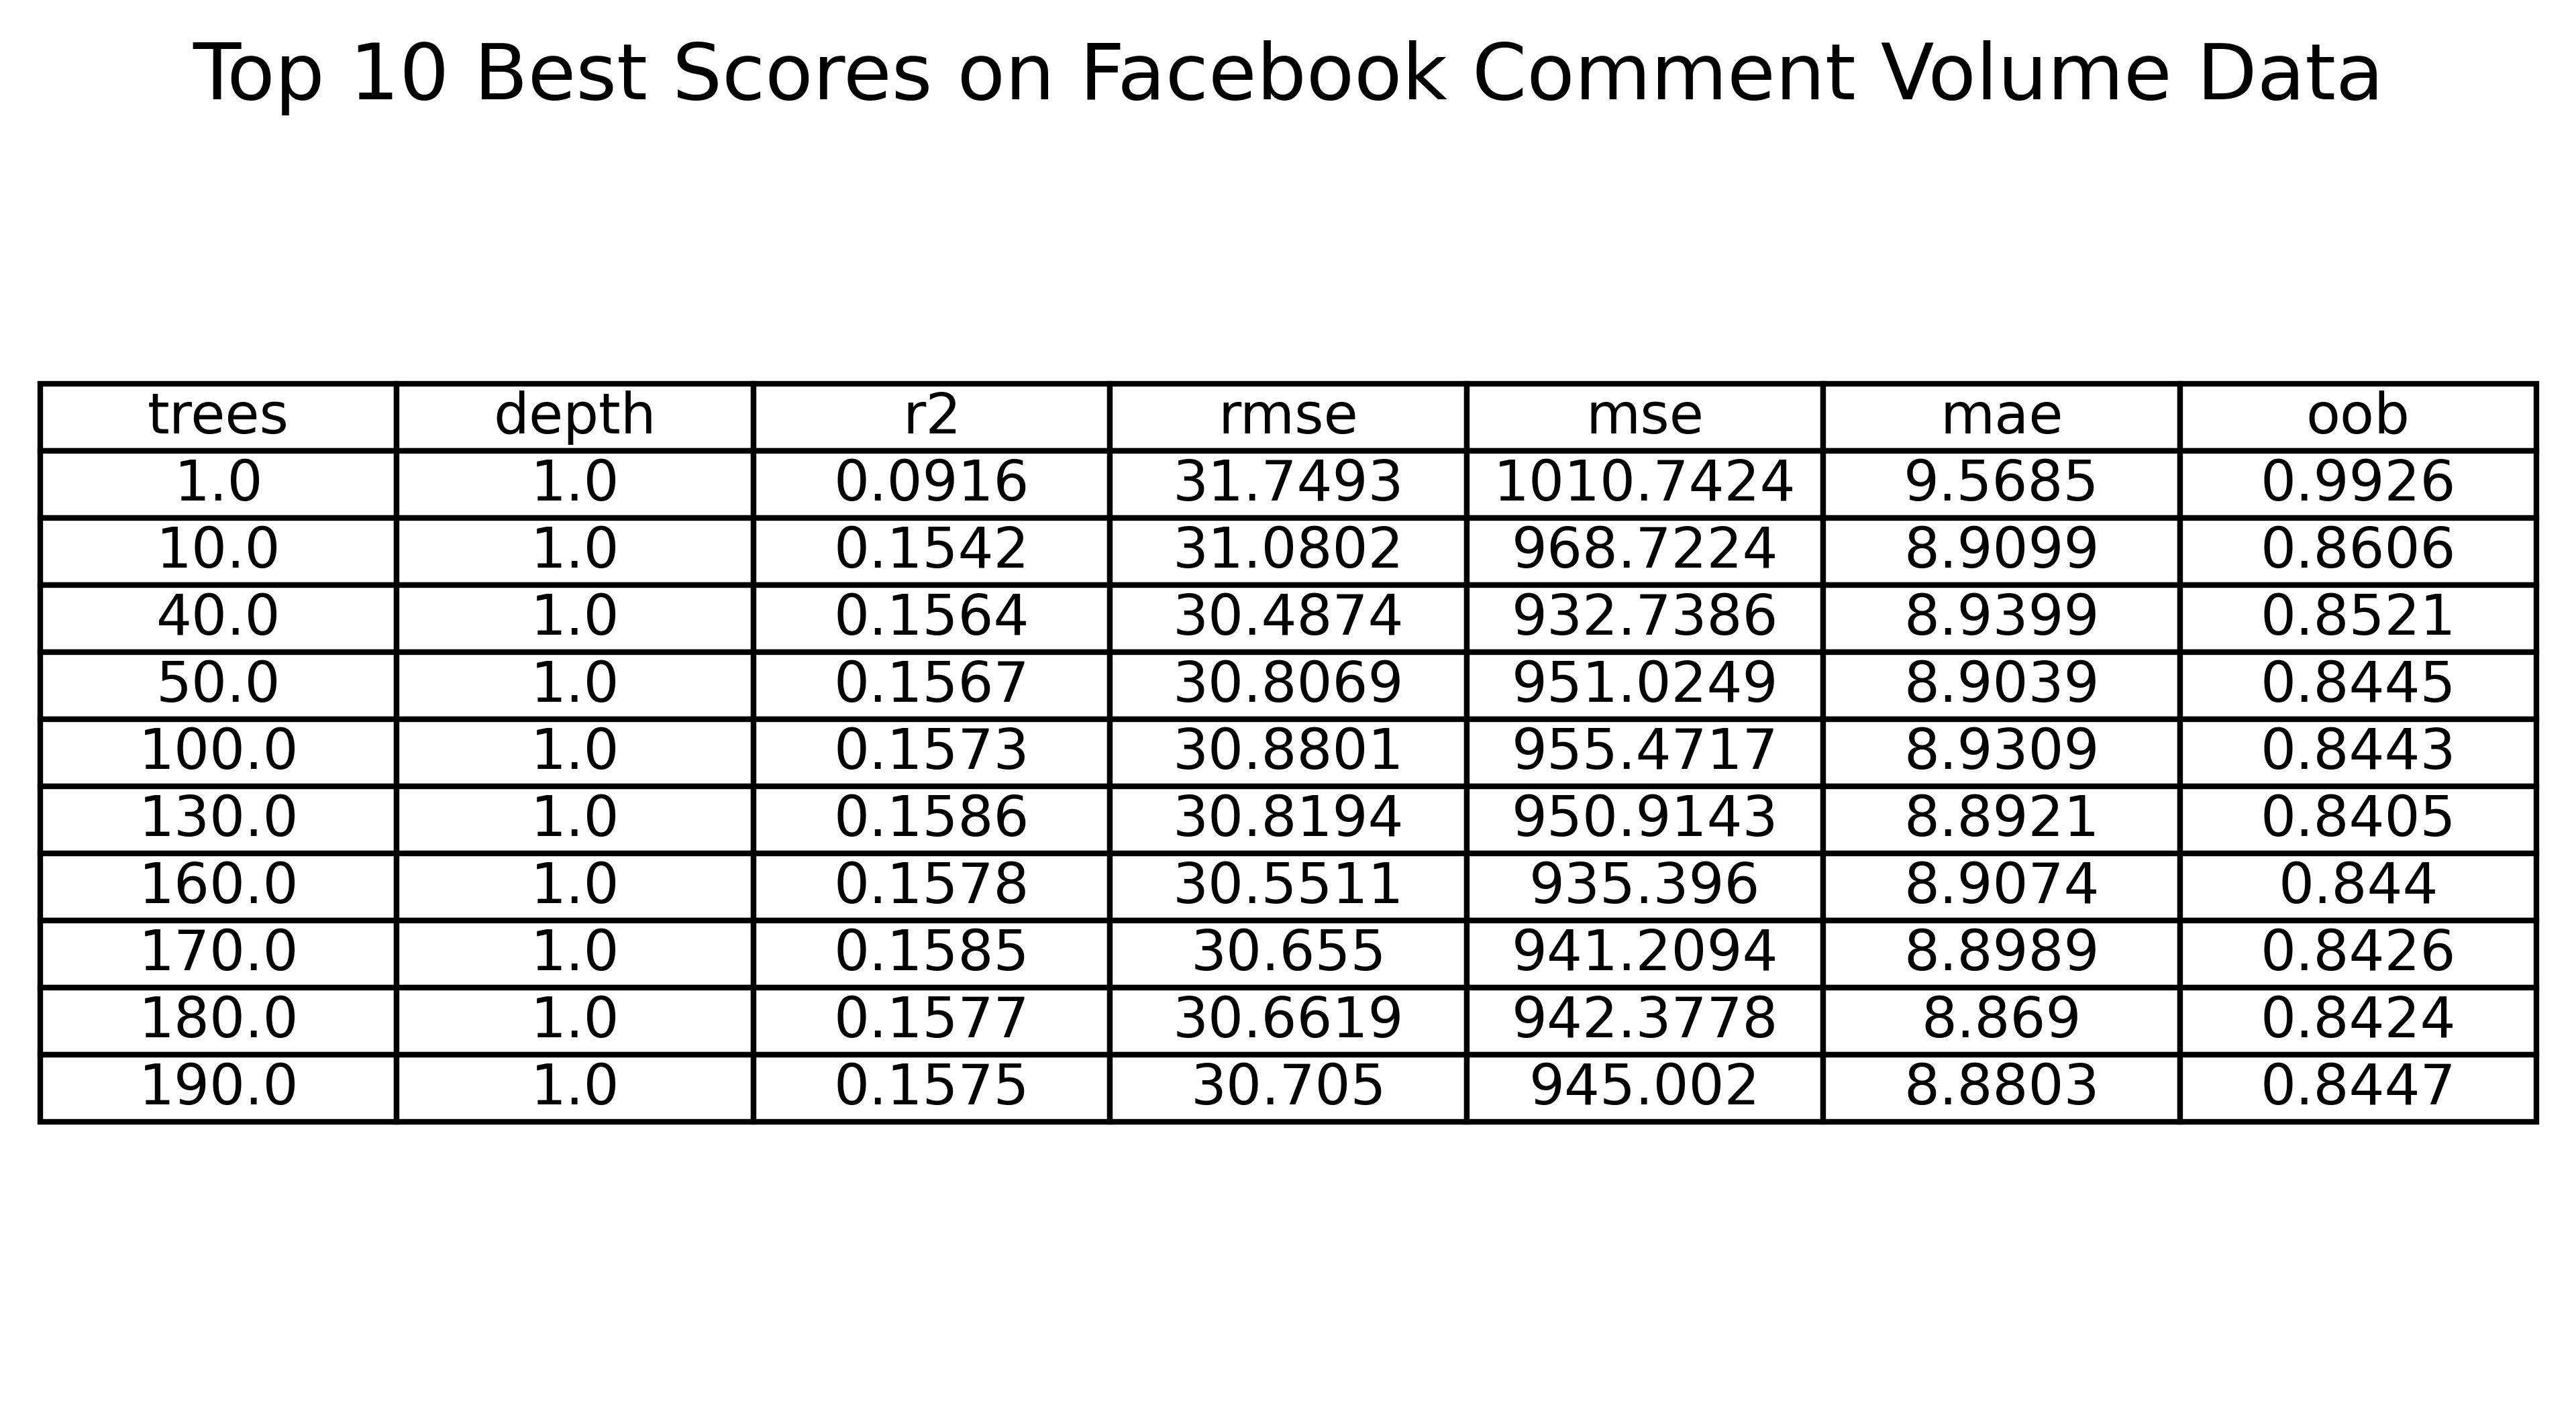 Top 10 Best Scores on Facebook Comment Volume Data
trees depth r2 rmse mse mae oob
1.0 1.0 0.0916 31.7493 1010.7424 9.5685 0.9926
10.0 1.0 0.1542 31.0802 968.7224 8.9099 0.8606
40.0 1.0 0.1564 30.4874 932.7386 8.9399 0.8521
50.0 1.0 0.1567 30.8069 951.0249 8.9039 0.8445
100.0 1.0 0.1573 30.8801 955.4717 8.9309 0.8443
130.0 1.0 0.1586 30.8194 950.9143 8.8921 0.8405
160.0 1.0 0.1578 30.5511 935.396 8.9074 0.844
170.0 1.0 0.1585 30.655 941.2094 8.8989 0.8426
180.0 1.0 0.1577 30.6619 942.3778 8.869 0.8424
190.0 1.0 0.1575 30.705 945.002 8.8803 0.8447